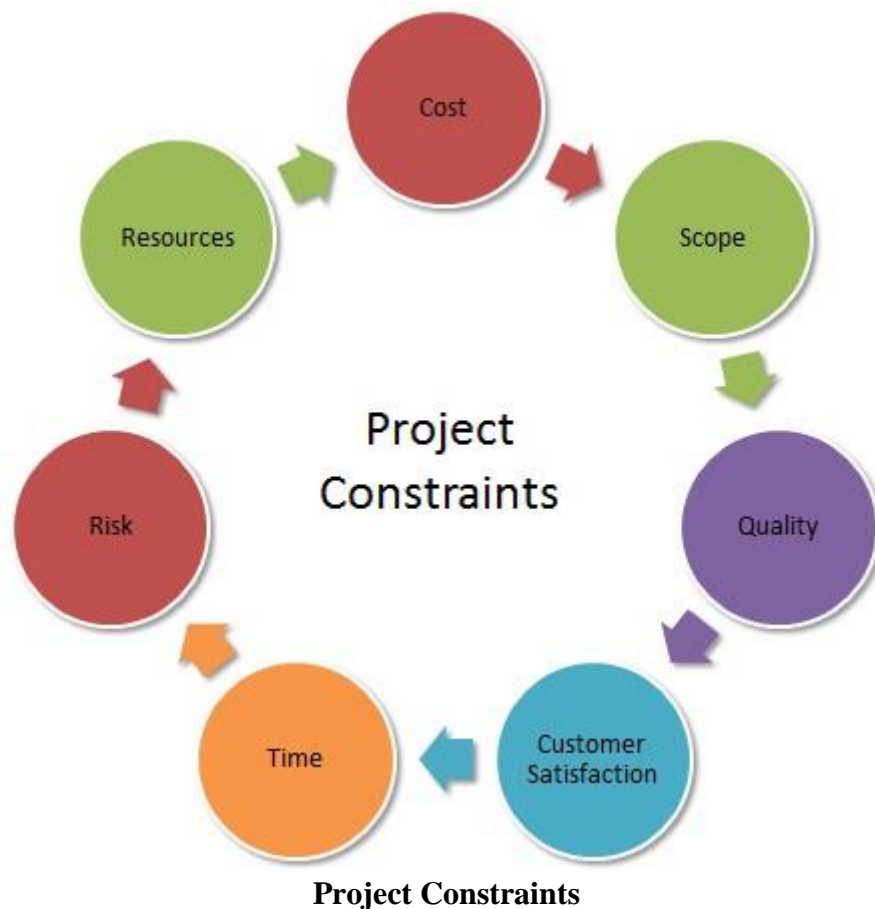 Cost
Resources
Scope
Project
Constraints
Risk
Quality
Time
Customer
Satisfaction
Project Constraints